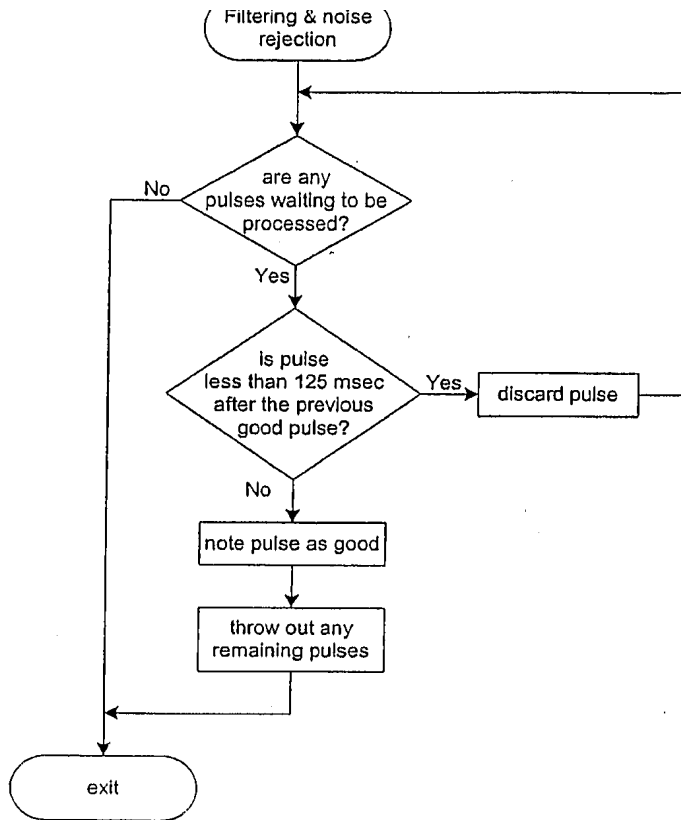 Filtering & noise
rejection
are any
pulses waiting to be
processed?
No
Yes
is pulse
less than 125 msec
after the previous
good pulse?
Yes
discard pulse
No
note pulse as good
throw out any
remaining pulses
exit